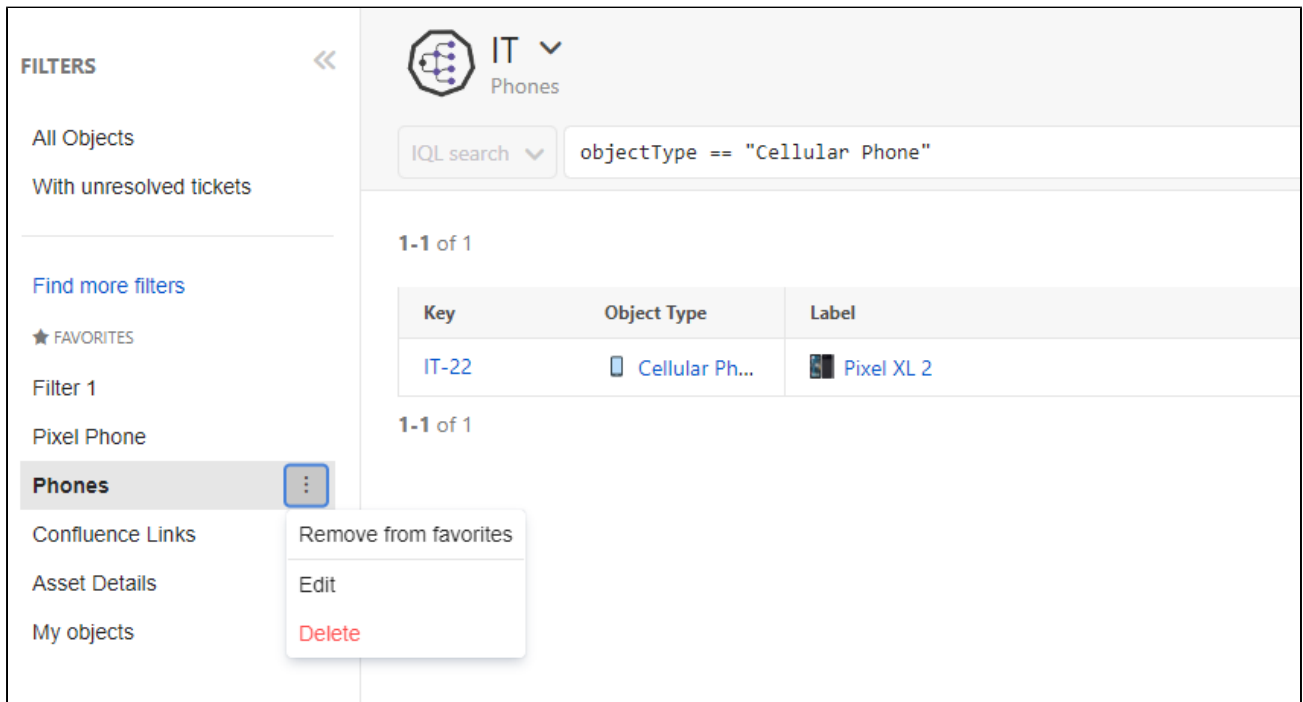 FILTERS
All Objects
With unresolved tickets
Find more filters
FAVORITES
Filter 1
Pixel Phone
Phones
Confluence Links
Asset Details
My objects
Remove from favorites
Edit
Delete
IT
Phones
IQL search
objectType == "Cellular Phone"
1-1 of 1
Key Object Type Label
IT-22 Cellular Ph... Pixel XL 2
1-1 of 1